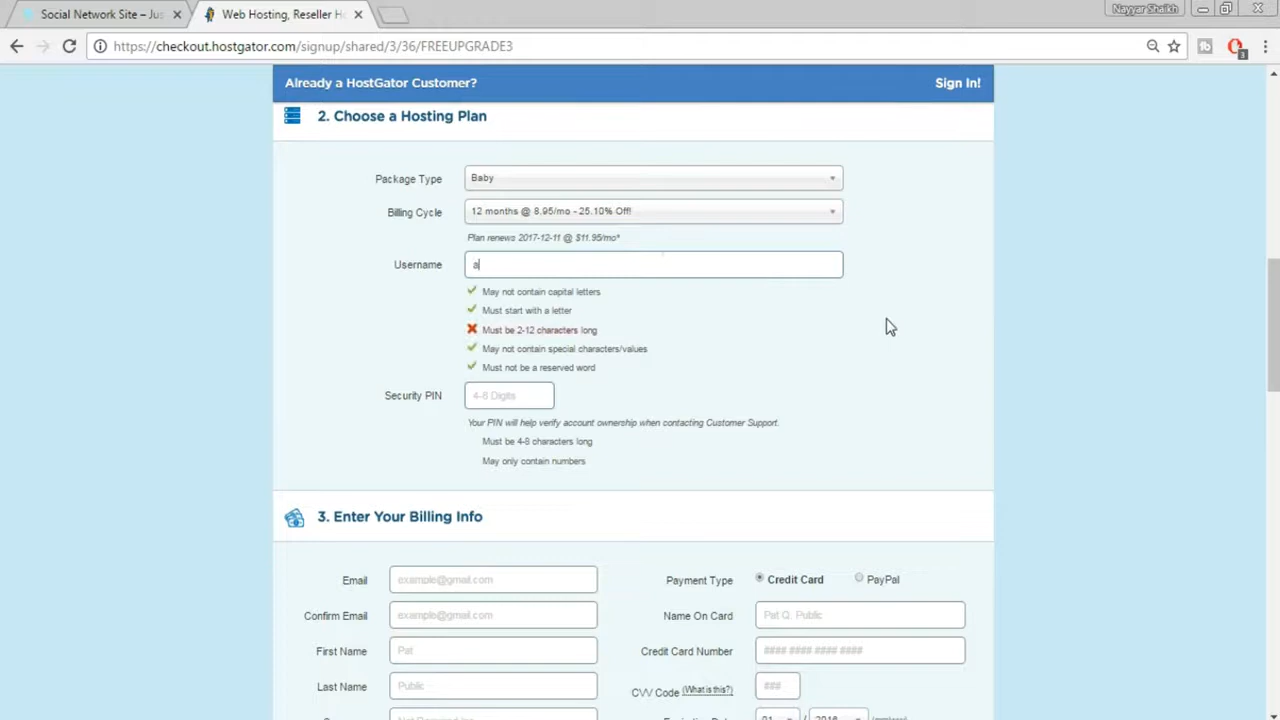 Social Network Site – Jus
Web Hosting, Reseller Ho
Nayyar Shaikh
https://checkout.hostgator.com/signup/shared/3/36/FREEUPGRADE3
3
Already a HostGator Customer?
Sign In!
2. Choose a Hosting Plan
Package Type
Baby
Billing Cycle
12 months @ 8.95/mo - 25.10% Off!
Plan renews 2017-12-11 @ $11.95/mo*
Username
a
May not contain capital letters
Must start with a letter
Must be 2-12 characters long
May not contain special characters/values
Must not be a reserved word
Security PIN
4-8 Digits
Your PIN will help verify account ownership when contacting Customer Support.
Must be 4-8 characters long
May only contain numbers
3. Enter Your Billing Info
Email
example@gmail.com
Payment Type
Credit Card
PayPal
Confirm Email
example@gmail.com
Name On Card
Pat Q. Public
First Name
Pat
Credit Card Number
#### #### #### ####
Last Name
Public
CVV Code (What is this?)
###
01 / 2016